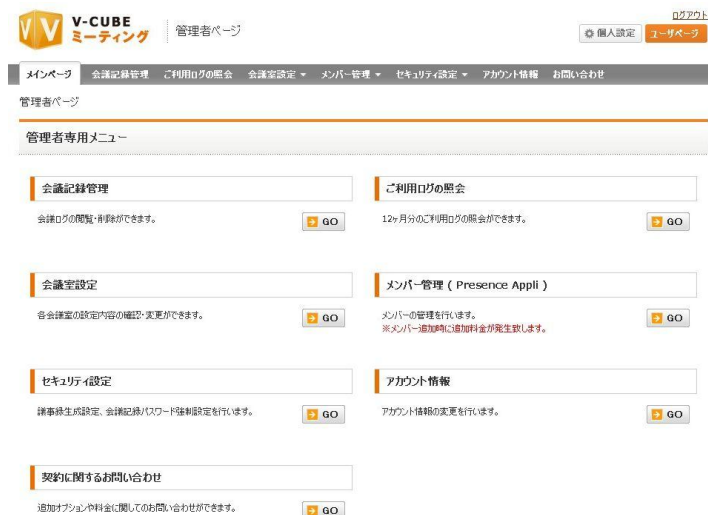 V-CUBE
ミーティング
管理者ページ
ログアウト
個人設定
ユーザページ
メインページ 会議記録管理 ご利用ログの照会 会議室設定 メンバー管理 セキュリティ設定 アカウント情報 お問い合わせ
管理者ページ
管理者専用メニュー
会議記録管理
会議ログの閲覧・削除ができます。
GO
ご利用ログの照会
12ヶ月分のご利用ログの照会ができます。
GO
会議室設定
各会議室の設定内容の確認・変更ができます。
GO
メンバー管理 ( Presence Appli )
メンバーの管理を行います。
※メンバー追加時に追加料金が発生致します。
GO
セキュリティ設定
議事録生成設定、会議記録パスワード強制設定を行います。
GO
アカウント情報
アカウント情報の変更を行います。
GO
契約に関するお問い合わせ
追加オプションや料金に関してのお問い合わせができます。
GO